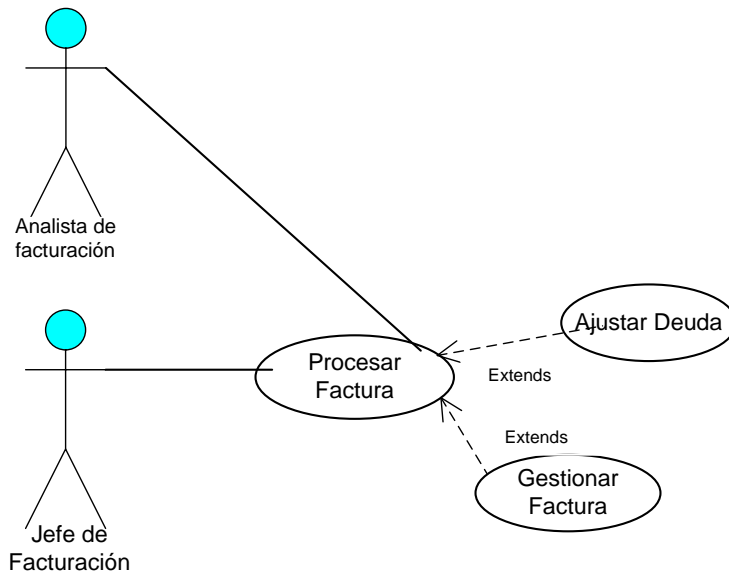 Analista de
facturación
Ajustar Deuda
Procesar
Factura
Extends
Extends
Gestionar
Factura
Jefe de
Facturación